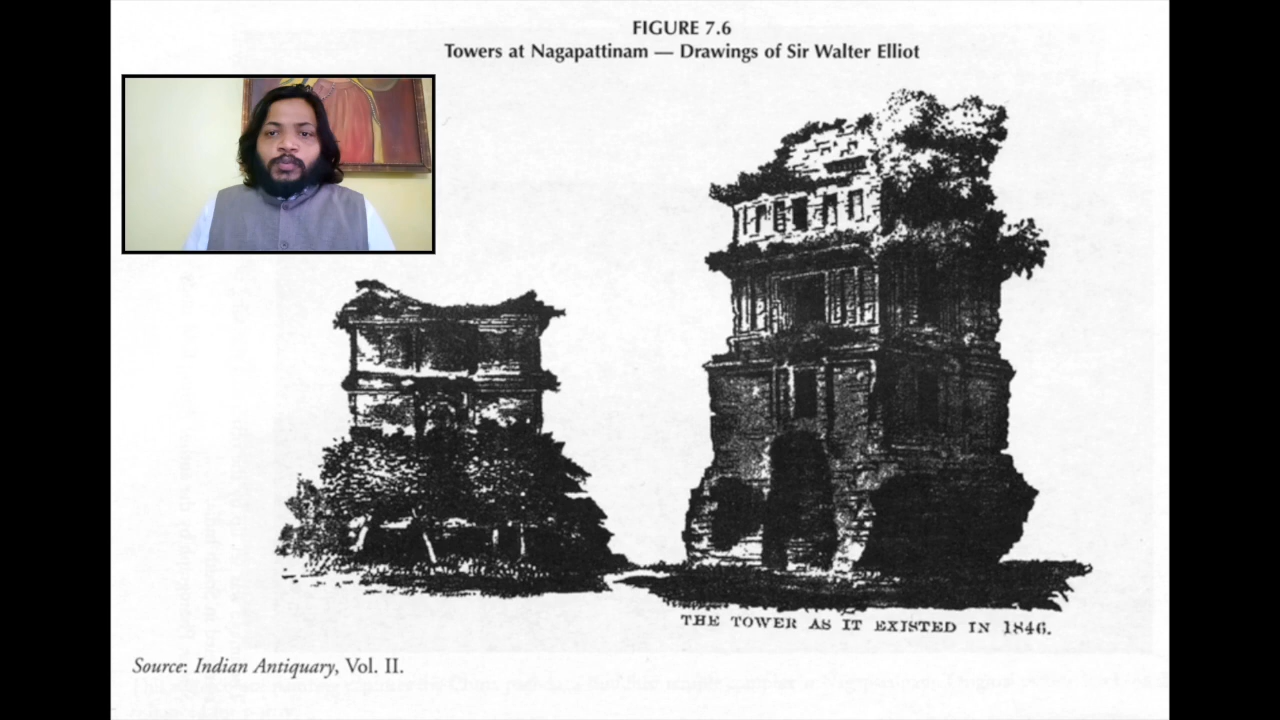 FIGURE 7.6
Towers at Nagapattinam — Drawings of Sir Walter Elliot
THE TOWER AS IT EXISTED IN 1846.
Source: Indian Antiquary, Vol. II.